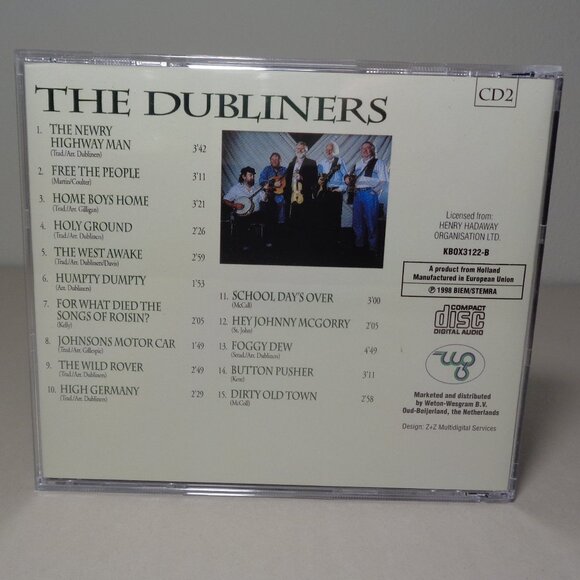 CD2
THE DUBLINERS
1. THE NEWRY
HIGHWAY MAN
(Trad./Arr. Dubliners) 3'42
2. FREE THE PEOPLE
(Martin/Coulter) 3'11
3. HOME BOYS HOME
(Trad./Arr. Gilligan) 3'21
4. HOLY GROUND
(Trad./Arr. Dubliners) 2'26
5. THE WEST AWAKE
(Trad./Arr. Dubliners/Davis) 2'59
6. HUMPTY DUMPTY
(Arr. Dubliners) 1'53
7. FOR WHAT DIED THE
SONGS OF ROISIN?
(Kelly) 2'05
8. JOHNSONS MOTOR CAR
(Trad./Arr. Gillespie) 1'49
9. THE WILD ROVER
(Trad./Arr. Dubliners) 2'49
10. HIGH GERMANY
(Trad./Arr. Dubliners) 2'29
11. SCHOOL DAY'S OVER
(McColl) 3'00
12. HEY JOHNNY MCGORRY
(St. John) 2'05
13. FOGGY DEW
(Strad/Arr. Dubliners) 4'49
14. BUTTON PUSHER
(Kent) 3'11
15. DIRTY OLD TOWN
(McColl) 2'58
Licensed from:
HENRY HADAWAY
ORGANISATION LTD.
KBOX3122-B
A product from Holland
Manufactured in European Union
℗ 1998 BIEM/STEMRA
COMPACT
disc
DIGITAL AUDIO
Marketed and distributed
by Weton-Wesgram B.V.
Oud-Beijerland, the Netherlands
Design: Z+Z Multidigital Services